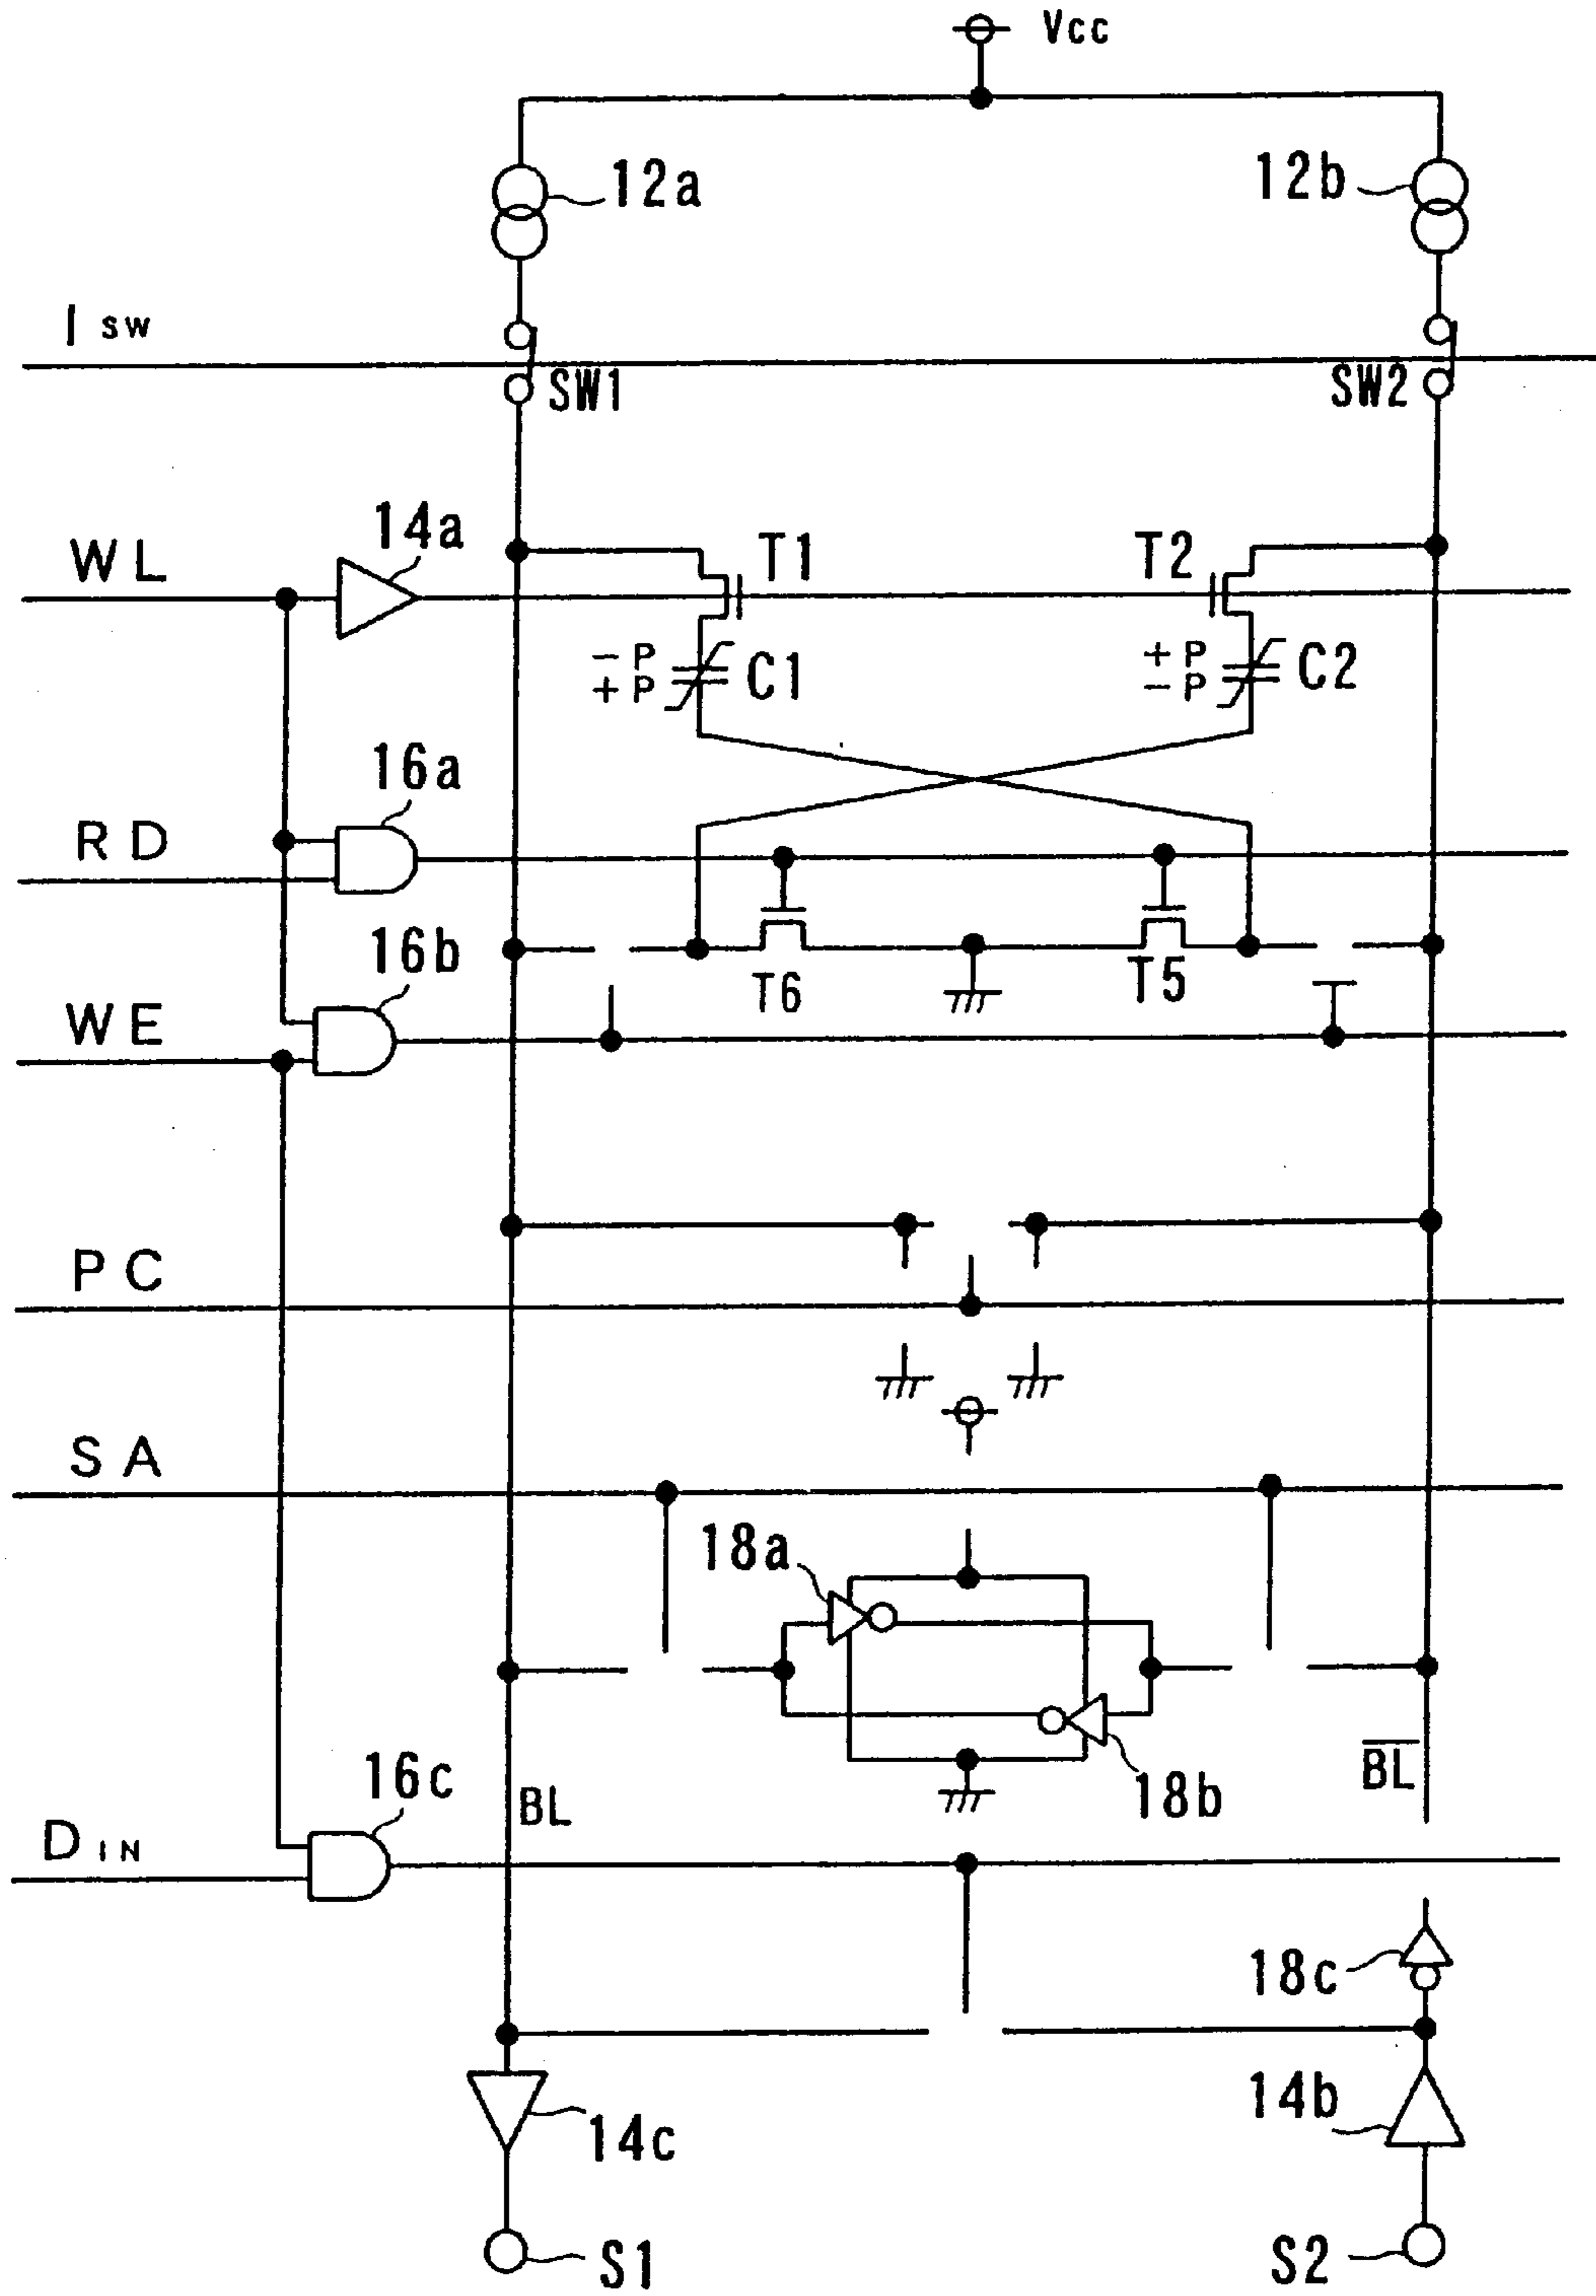 Vcc
12a
12b
I sw
SW1
SW2
14a
WL
T1
T2
- P
+ P
C1
+ P
- P
C2
16a
RD
16b
T6
T5
WE
PC
SA
18a
16c
BL
18b
BL
DIN
18c
14c
14b
S1
S2